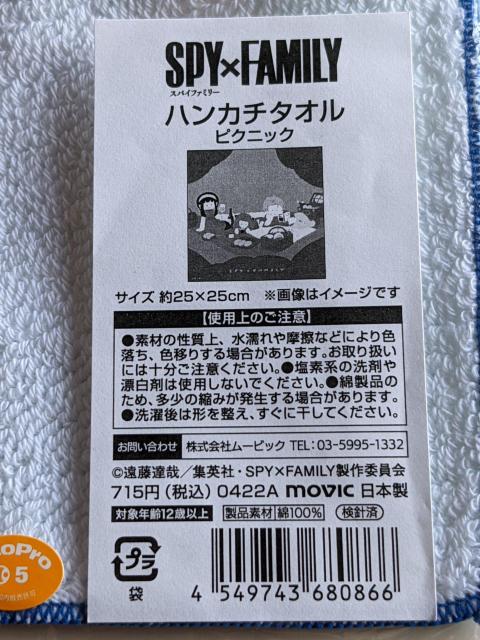 SPY×FAMILY
スパイファミリー
ハンカチタオル
ピクニック
SPY×FAMILY
サイズ 約25×25cm ※画像はイメージです
【使用上のご注意】
●素材の性質上、水濡れや摩擦などにより色
落ち、色移りする場合があります。お取り扱い
には十分ご注意ください。●塩素系の洗剤や
漂白剤は使用しないでください。●綿製品の
ため、多少の縮みが発生する場合があります。
●洗濯後は形を整え、すぐに干してください。
お問い合わせ 株式会社ムービック TEL:03-5995-1332
©遠藤達哉/集英社・SPY×FAMILY製作委員会
715円(税込) 0422A movic 日本製
対象年齢12歳以上 製品素材 綿100% 検針済
プラ
袋
4 549743 680866
oPro
5